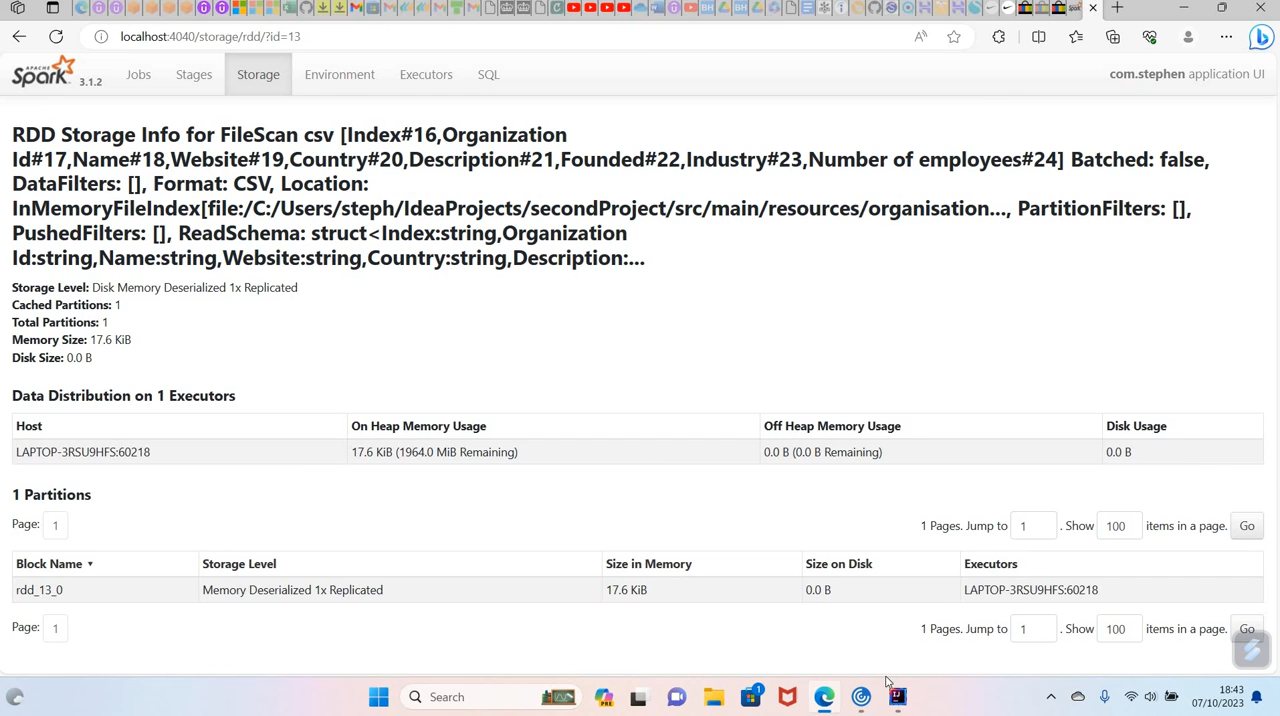 localhost:4040/storage/rdd/?id=13
APACHE Spark 3.1.2 Jobs Stages Storage Environment Executors SQL com.stephen application UI
RDD Storage Info for FileScan csv [Index#16,Organization
Id#17,Name#18,Website#19,Country#20,Description#21,Founded#22,Industry#23,Number of employees#24] Batched: false,
DataFilters: [], Format: CSV, Location:
InMemoryFileIndex[file:/C:/Users/steph/IdeaProjects/secondProject/src/main/resources/organisation..., PartitionFilters: [],
PushedFilters: [], ReadSchema: struct<Index:string,Organization
Id:string,Name:string,Website:string,Country:string,Description:...
Storage Level: Disk Memory Deserialized 1x Replicated
Cached Partitions: 1
Total Partitions: 1
Memory Size: 17.6 KiB
Disk Size: 0.0 B
Data Distribution on 1 Executors
Host On Heap Memory Usage Off Heap Memory Usage Disk Usage
LAPTOP-3RSU9HFS:60218 17.6 KiB (1964.0 MiB Remaining) 0.0 B (0.0 B Remaining) 0.0 B
1 Partitions
Page: 1 1 Pages. Jump to 1 . Show 100 items in a page. Go
Block Name ▾ Storage Level Size in Memory Size on Disk Executors
rdd_13_0 Memory Deserialized 1x Replicated 17.6 KiB 0.0 B LAPTOP-3RSU9HFS:60218
Page: 1 1 Pages. Jump to 1 . Show 100 items in a page. Go
Search 18:43
07/10/2023